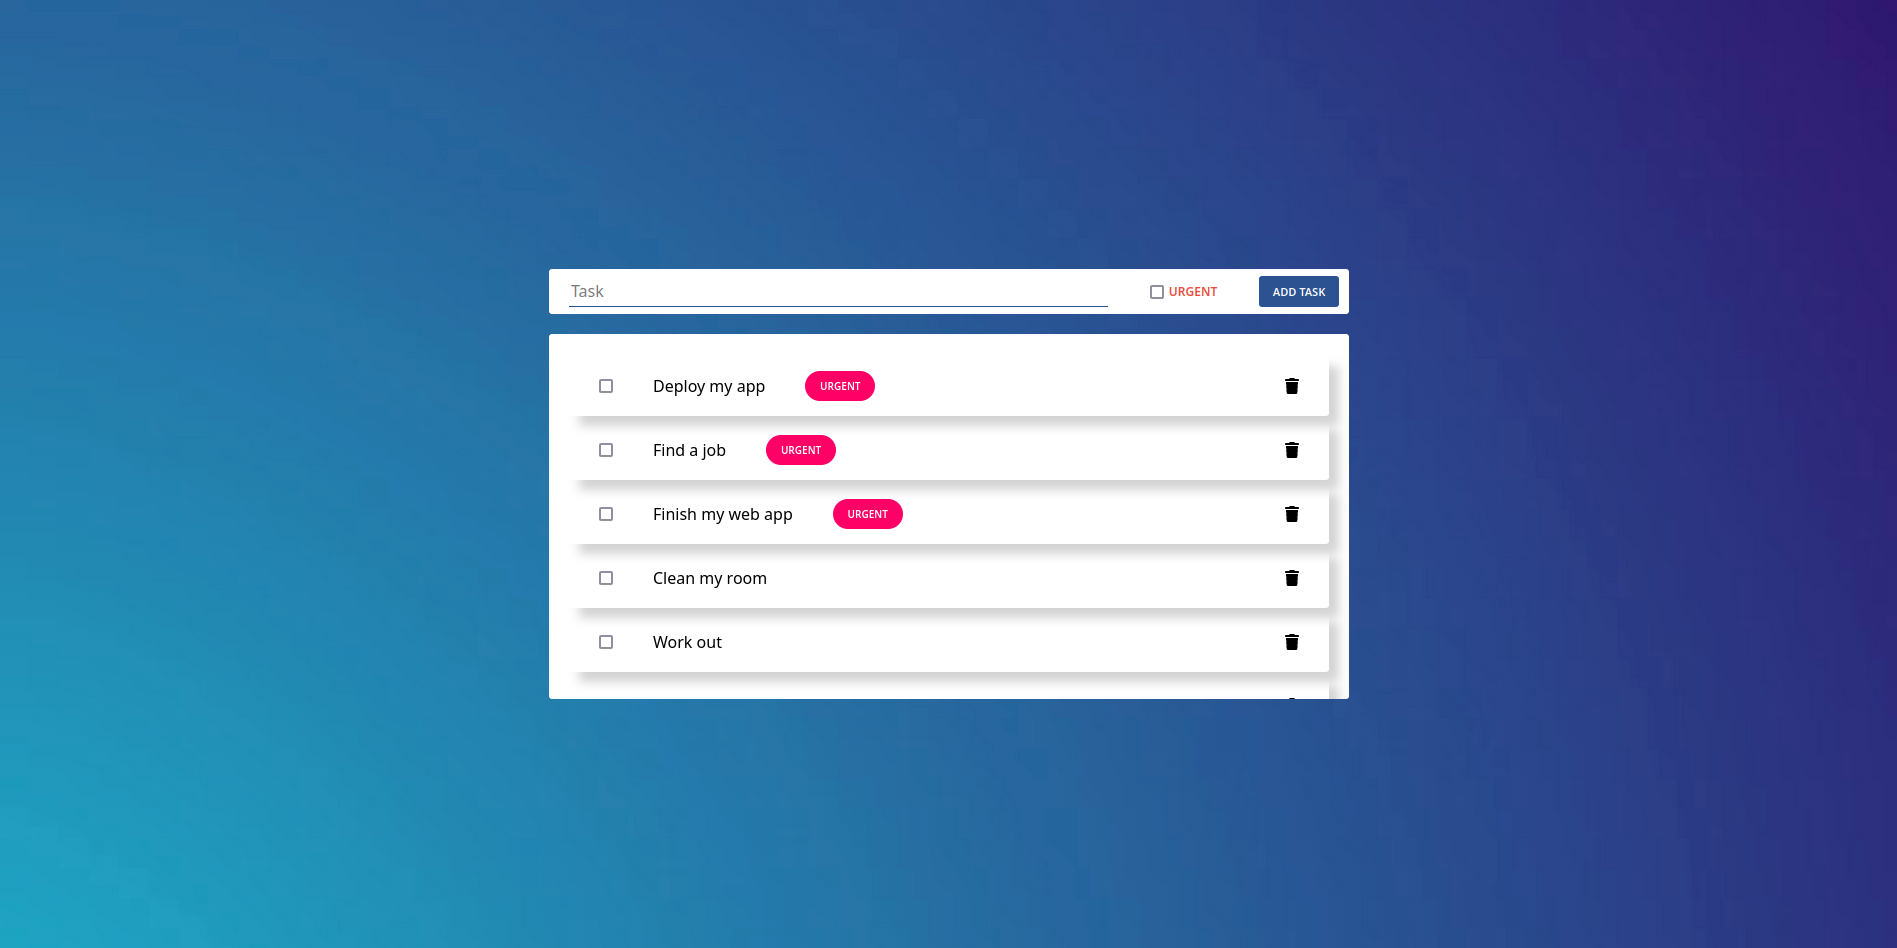 Task
URGENT
ADD TASK
Deploy my app URGENT
Find a job URGENT
Finish my web app URGENT
Clean my room
Work out